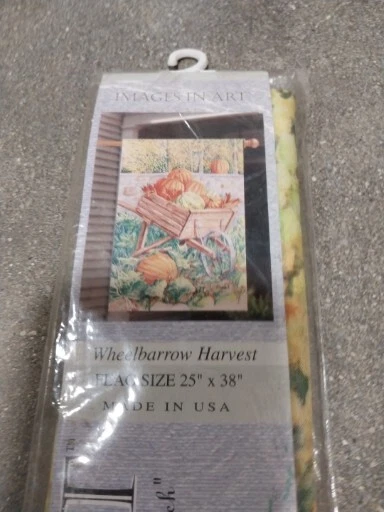 IMAGES IN ART
Wheelbarrow Harvest
FLAG SIZE 25" x 38"
MADE IN USA